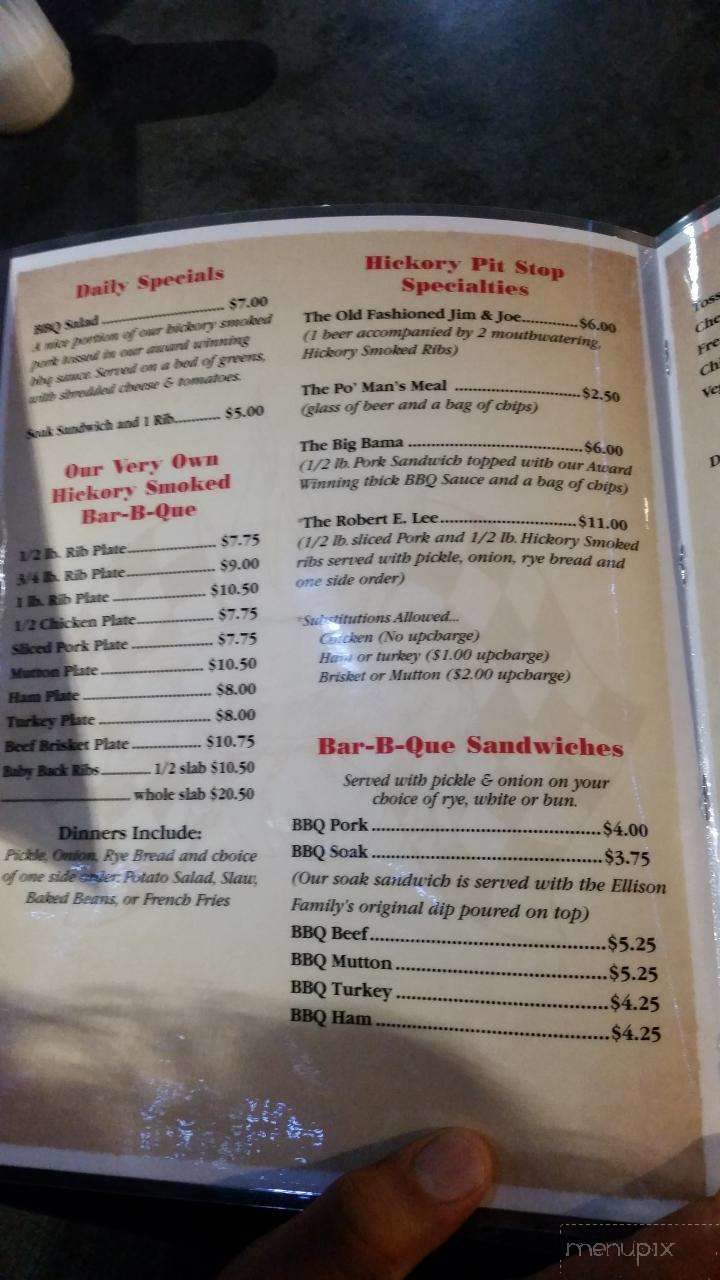 Daily Specials
BBQ Salad $7.00
A nice portion of our hickory smoked
pork tossed in our award winning
bbq sauce. Served on a bed of greens,
with shredded cheese & tomatoes.
Soak Sandwich and 1 Rib $5.00
Our Very Own
Hickory Smoked
Bar-B-Que
1/2 lb. Rib Plate $7.75
3/4 lb. Rib Plate $9.00
1 lb. Rib Plate $10.50
1/2 Chicken Plate $7.75
Sliced Pork Plate $7.75
Mutton Plate $10.50
Ham Plate $8.00
Turkey Plate $8.00
Beef Brisket Plate $10.75
Baby Back Ribs 1/2 slab $10.50
whole slab $20.50
Dinners Include:
Pickle, Onion, Rye Bread and choice
of one side order: Potato Salad, Slaw,
Baked Beans, or French Fries
Hickory Pit Stop
Specialties
The Old Fashioned Jim & Joe $6.00
(1 beer accompanied by 2 mouthwatering,
Hickory Smoked Ribs)
The Po' Man's Meal $2.50
(glass of beer and a bag of chips)
The Big Bama $6.00
(1/2 lb. Pork Sandwich topped with our Award
Winning thick BBQ Sauce and a bag of chips)
*The Robert E. Lee $11.00
(1/2 lb. sliced Pork and 1/2 lb. Hickory Smoked
ribs served with pickle, onion, rye bread and
one side order)
*Substitutions Allowed...
Chicken (No upcharge)
Ham or turkey ($1.00 upcharge)
Brisket or Mutton ($2.00 upcharge)
Bar-B-Que Sandwiches
Served with pickle & onion on your
choice of rye, white or bun.
BBQ Pork $4.00
BBQ Soak $3.75
(Our soak sandwich is served with the Ellison
Family's original dip poured on top)
BBQ Beef $5.25
BBQ Mutton $5.25
BBQ Turkey $4.25
BBQ Ham $4.25
Toss
Che
Fre
Ch
Ve
D
menupix